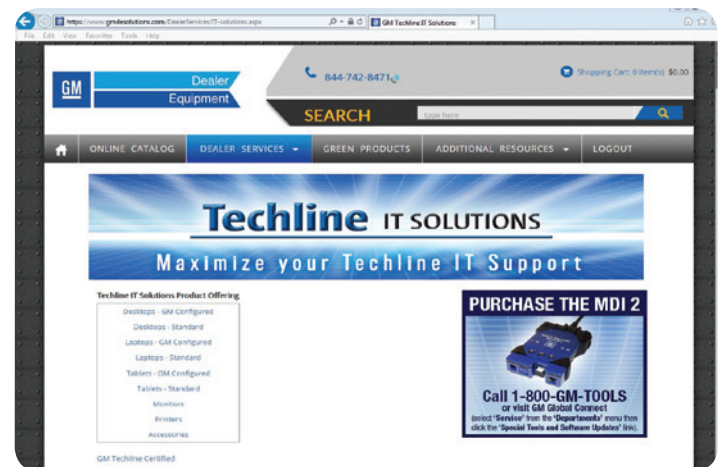 https://www.gmdesolutions.com/DealerServices/IT-solutions.aspx
GM Techline IT Solutions
File Edit View Favorites Tools Help
GM
Dealer
Equipment
844-742-8471
Shopping Cart: 0 item(s) $0.00
SEARCH
type here
ONLINE CATALOG DEALER SERVICES GREEN PRODUCTS ADDITIONAL RESOURCES LOGOUT
Techline IT SOLUTIONS
Maximize your Techline IT Support
Techline IT Solutions Product Offering
Desktops - GM Configured
Desktops - Standard
Laptops - GM Configured
Laptops - Standard
Tablets - GM Configured
Tablets - Standard
Monitors
Printers
Accessories
GM Techline Certified
PURCHASE THE MDI 2
Call 1-800-GM-TOOLS
or visit GM Global Connect
(select 'Service' from the 'Departments' menu then
click the 'Special Tools and Software Updates' link).